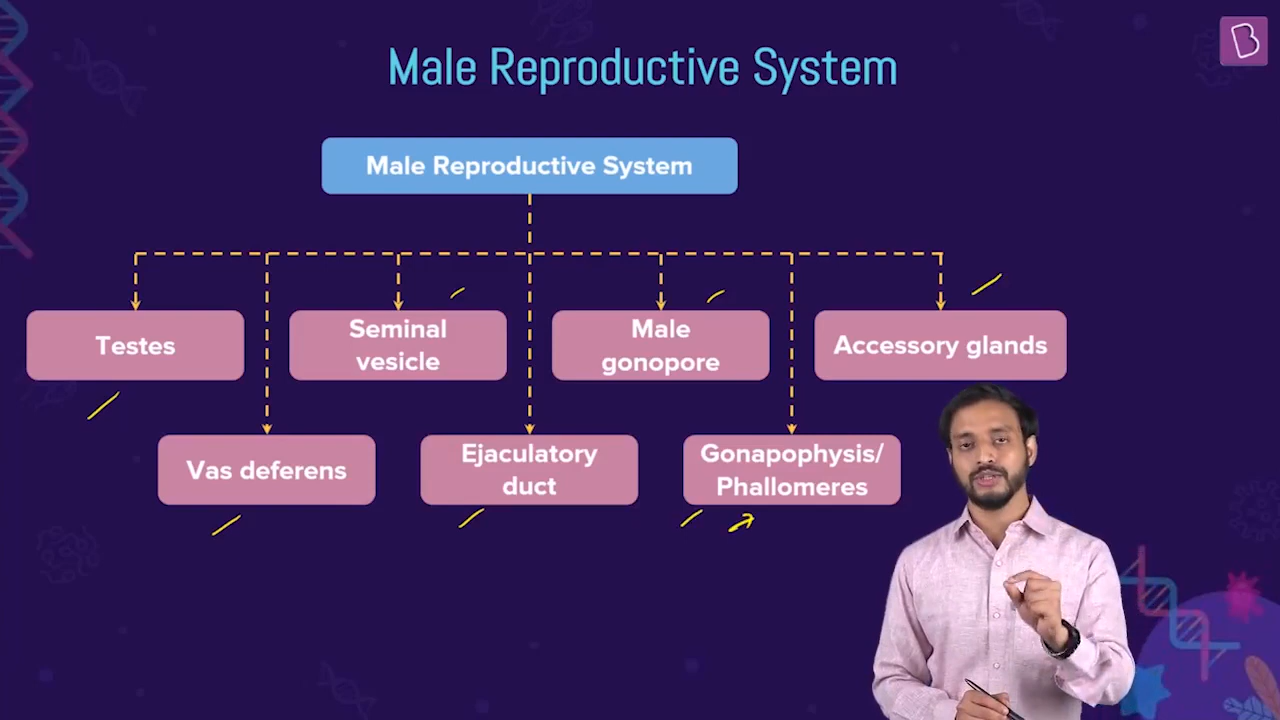 Male Reproductive System
Male Reproductive System
Testes
Seminal
vesicle
Male
gonopore
Accessory glands
Vas deferens
Ejaculatory
duct
Gonapophysis/
Phallomeres
B